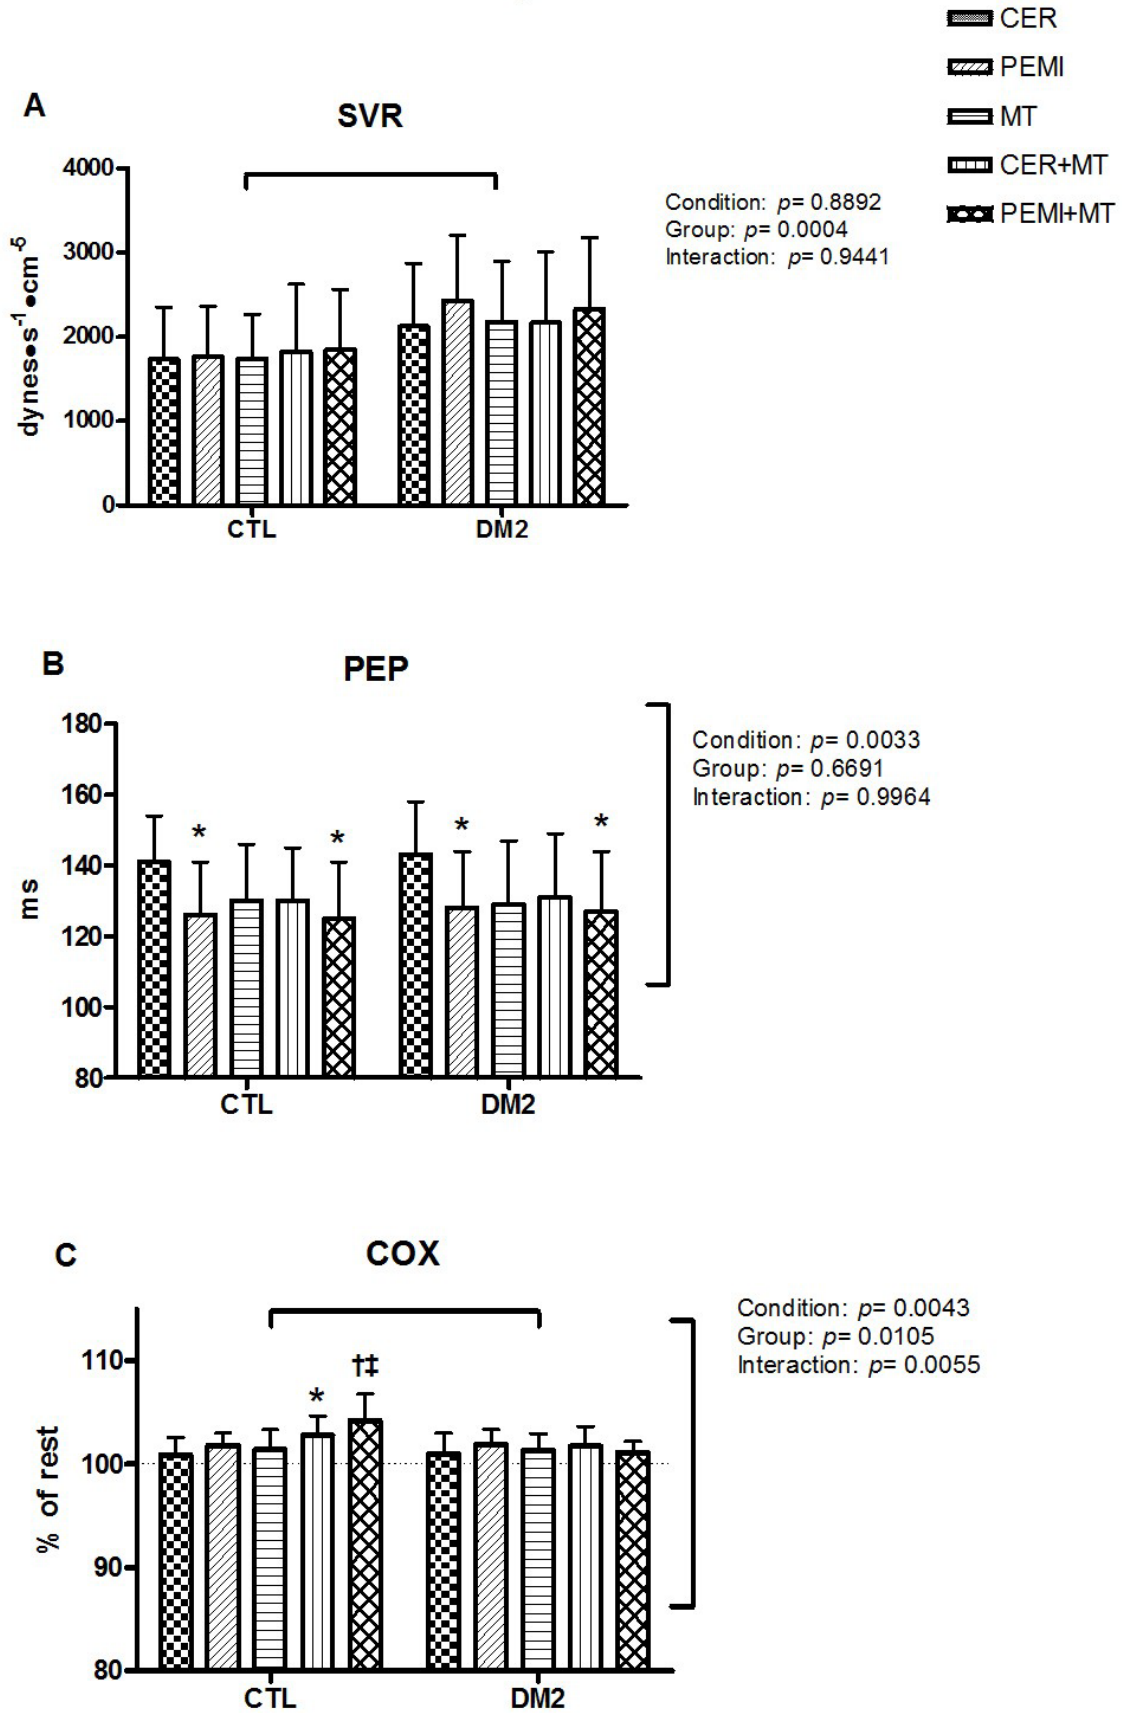 CER
PEMI
MT
CER+MT
PEMI+MT
A
SVR
4000
3000
2000
1000
0
dynes●s⁻¹●cm⁻⁵
Condition: p= 0.8892
Group: p= 0.0004
Interaction: p= 0.9441
CTL
DM2
B
PEP
180
160
140
120
100
80
ms
*
*
*
*
Condition: p= 0.0033
Group: p= 0.6691
Interaction: p= 0.9964
CTL
DM2
C
COX
110
100
90
80
% of rest
*
†‡
Condition: p= 0.0043
Group: p= 0.0105
Interaction: p= 0.0055
CTL
DM2